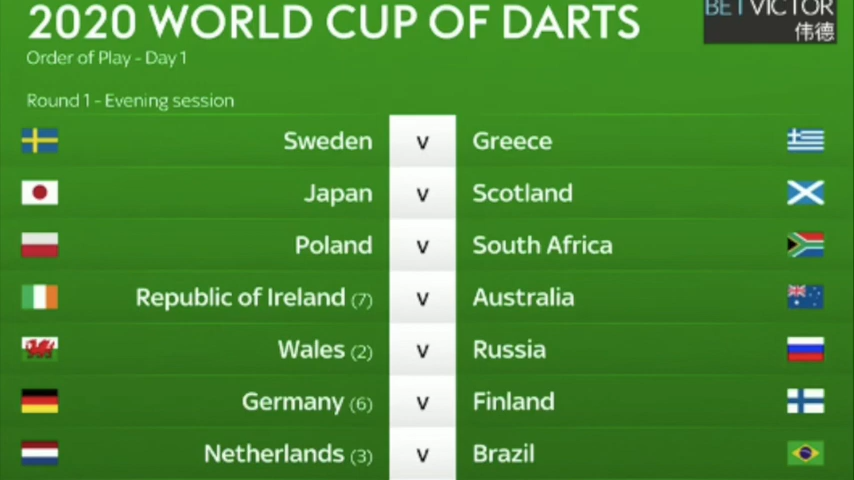 2020 WORLD CUP OF DARTS
BETVICTOR
伟德
Order of Play - Day 1
Round 1 - Evening session
Sweden v Greece
Japan v Scotland
Poland v South Africa
Republic of Ireland (7) v Australia
Wales (2) v Russia
Germany (6) v Finland
Netherlands (3) v Brazil